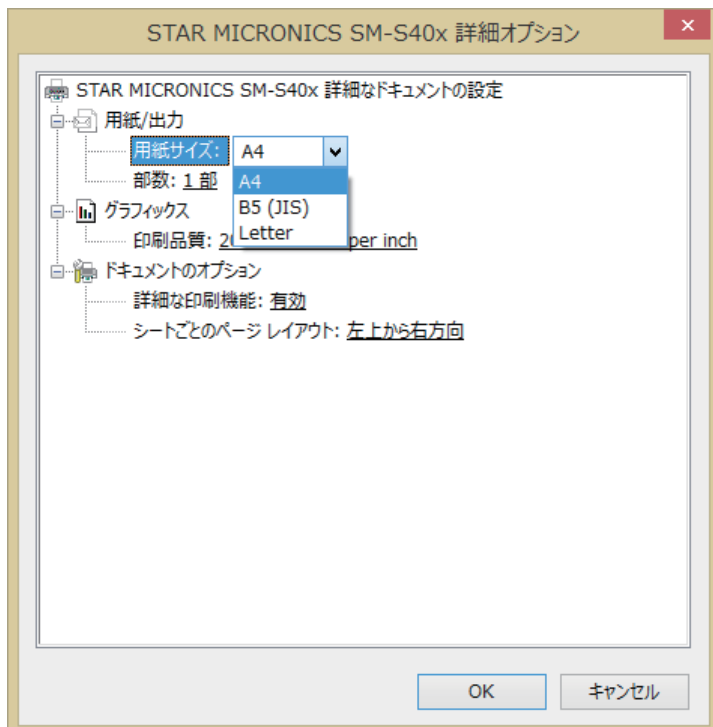 STAR MICRONICS SM-S40x 詳細オプション
STAR MICRONICS SM-S40x 詳細なドキュメントの設定
用紙/出力
用紙サイズ: A4
部数: 1 部
A4
B5 (JIS)
Letter
グラフィックス
印刷品質: per inch
ドキュメントのオプション
詳細な印刷機能: 有効
シートごとのページ レイアウト: 左上から右方向
OK
キャンセル